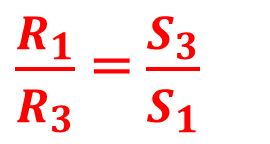 R₁/R₃ = S₃/S₁